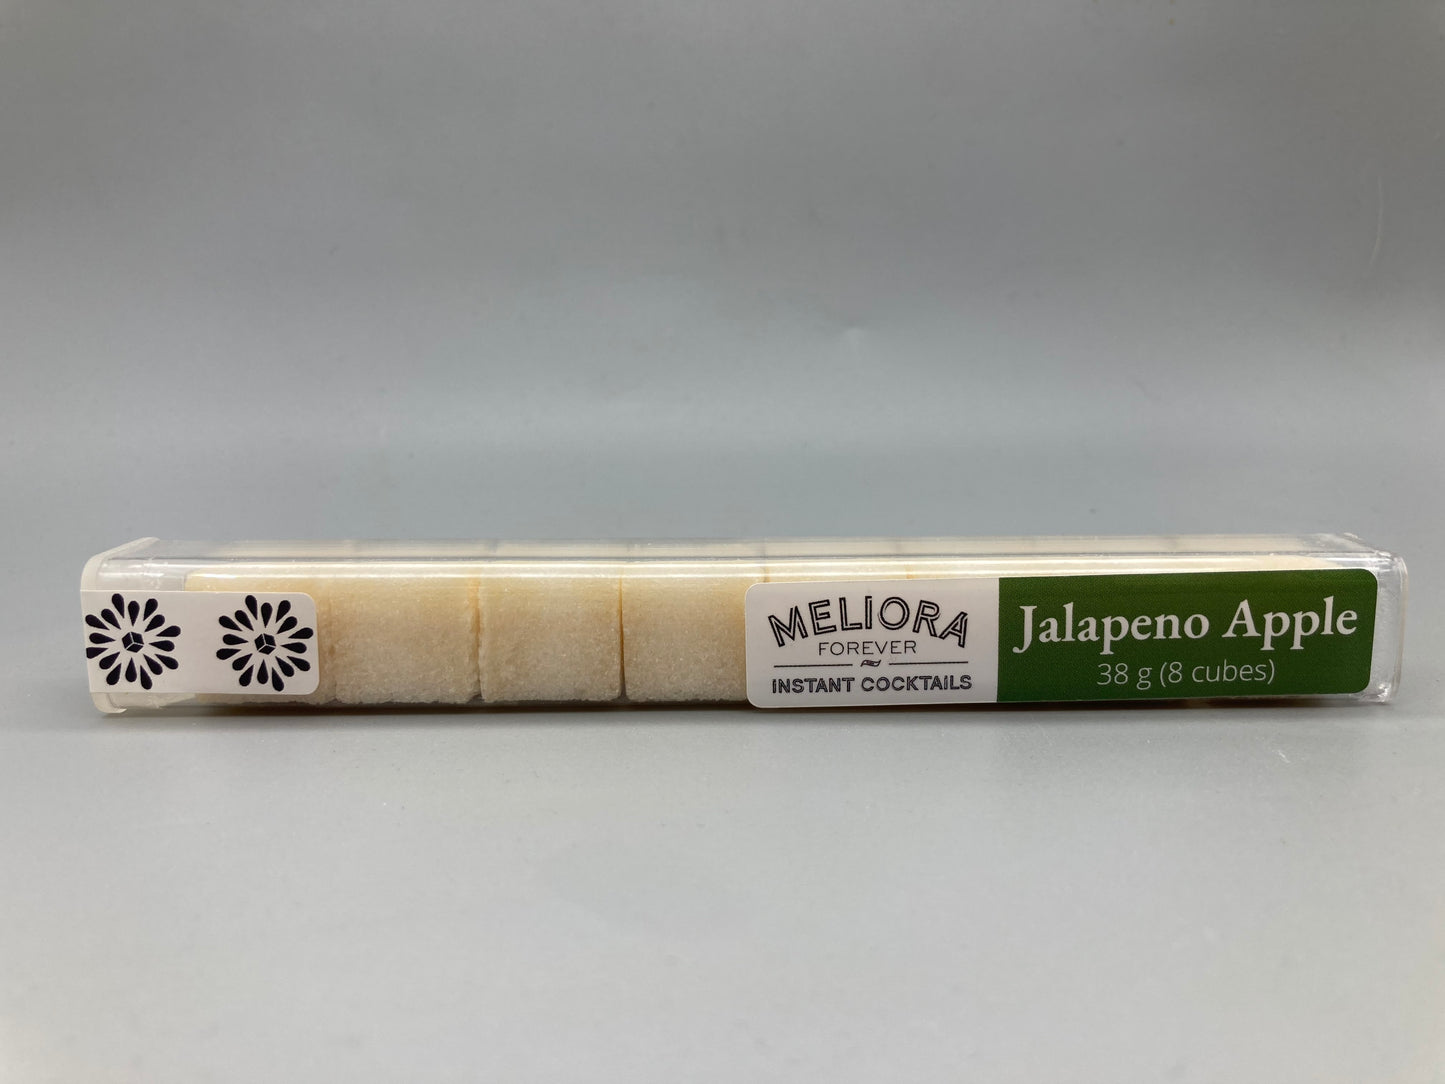 MELIORA
FOREVER
INSTANT COCKTAILS
Jalapeno Apple
38 g (8 cubes)